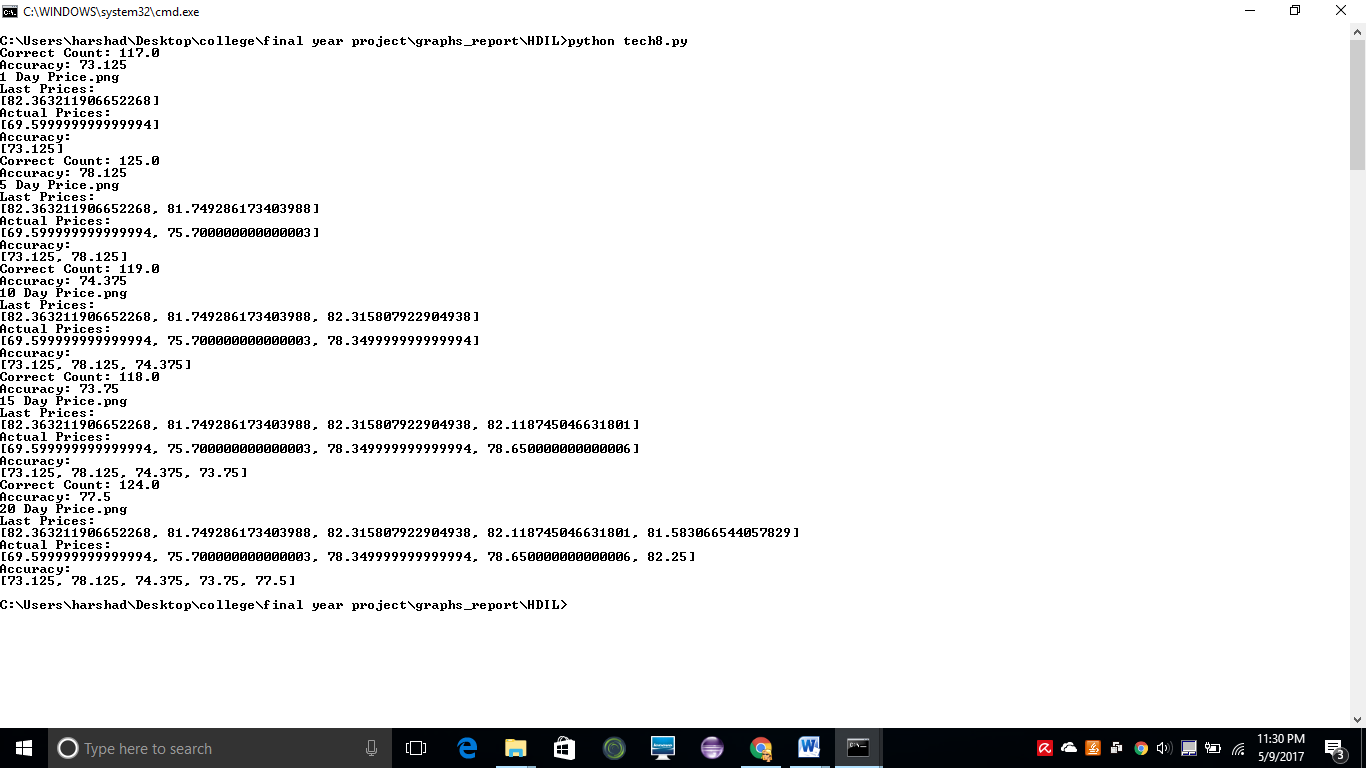 C:\WINDOWS\system32\cmd.exe
C:\Users\harshad\Desktop\college\final year project\graphs_report\HDIL>python tech8.py
Correct Count: 117.0
Accuracy: 73.125
1 Day Price.png
Last Prices:
[82.363211906652268]
Actual Prices:
[69.599999999999994]
Accuracy:
[73.125]
Correct Count: 125.0
Accuracy: 78.125
5 Day Price.png
Last Prices:
[82.363211906652268, 81.749286173403988]
Actual Prices:
[69.599999999999994, 75.700000000000003]
Accuracy:
[73.125, 78.125]
Correct Count: 119.0
Accuracy: 74.375
10 Day Price.png
Last Prices:
[82.363211906652268, 81.749286173403988, 82.315807922904938]
Actual Prices:
[69.599999999999994, 75.700000000000003, 78.349999999999994]
Accuracy:
[73.125, 78.125, 74.375]
Correct Count: 118.0
Accuracy: 73.75
15 Day Price.png
Last Prices:
[82.363211906652268, 81.749286173403988, 82.315807922904938, 82.118745046631801]
Actual Prices:
[69.599999999999994, 75.700000000000003, 78.349999999999994, 78.650000000000006]
Accuracy:
[73.125, 78.125, 74.375, 73.75]
Correct Count: 124.0
Accuracy: 77.5
20 Day Price.png
Last Prices:
[82.363211906652268, 81.749286173403988, 82.315807922904938, 82.118745046631801, 81.583066544057829]
Actual Prices:
[69.599999999999994, 75.700000000000003, 78.349999999999994, 78.650000000000006, 82.25]
Accuracy:
[73.125, 78.125, 74.375, 73.75, 77.5]
C:\Users\harshad\Desktop\college\final year project\graphs_report\HDIL>
Type here to search
11:30 PM
5/9/2017
3